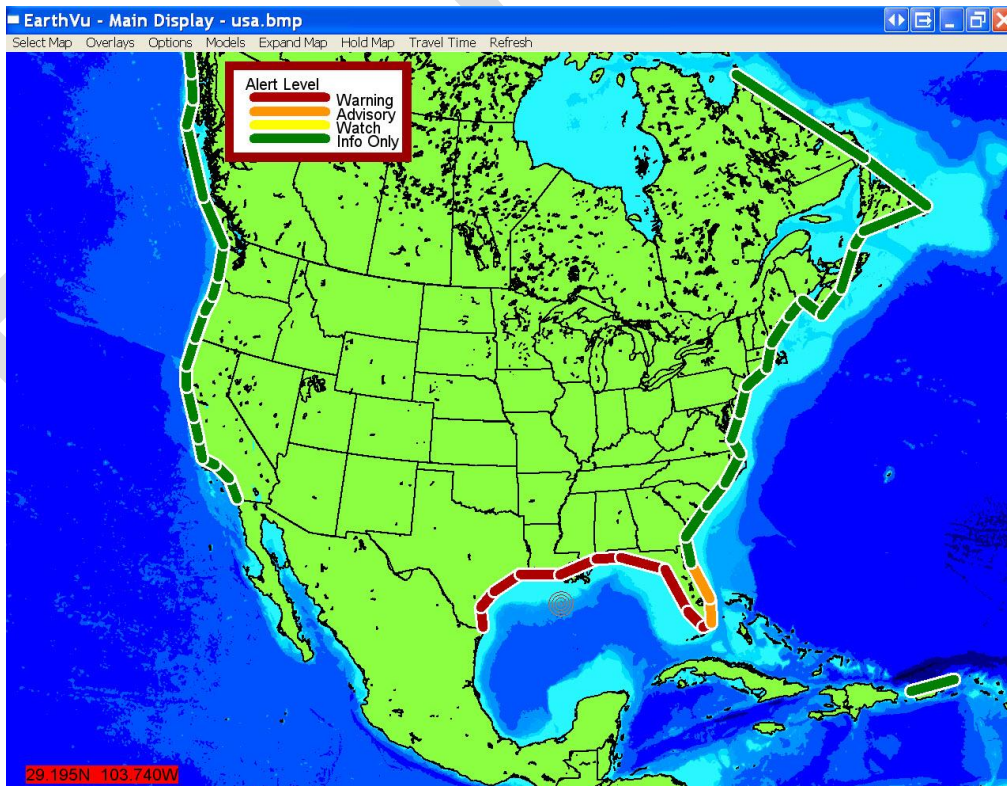 EarthVu - Main Display - usa.bmp
Select Map Overlays Options Models Expand Map Hold Map Travel Time Refresh
Alert Level
Warning
Advisory
Watch
Info Only
29.195N 103.740W